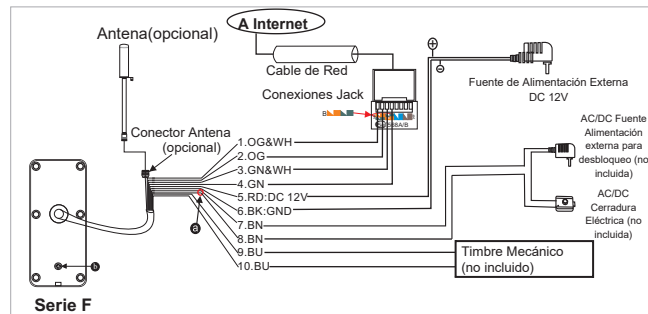 A Internet
Antena(opcional)
Cable de Red
Conexiones Jack
Fuente de Alimentación Externa
DC 12V
Conector Antena
(opcional)
568A/B
1.OG&WH
2.OG
3.GN&WH
4.GN
5.RD:DC 12V
6.BK:GND
7.BN
8.BN
9.BU
10.BU
AC/DC Fuente
Alimentación
externa para
desbloqueo (no
incluida)
AC/DC
Cerradura
Eléctrica (no
incluida)
Timbre Mecánico
(no incluido)
a
Serie F